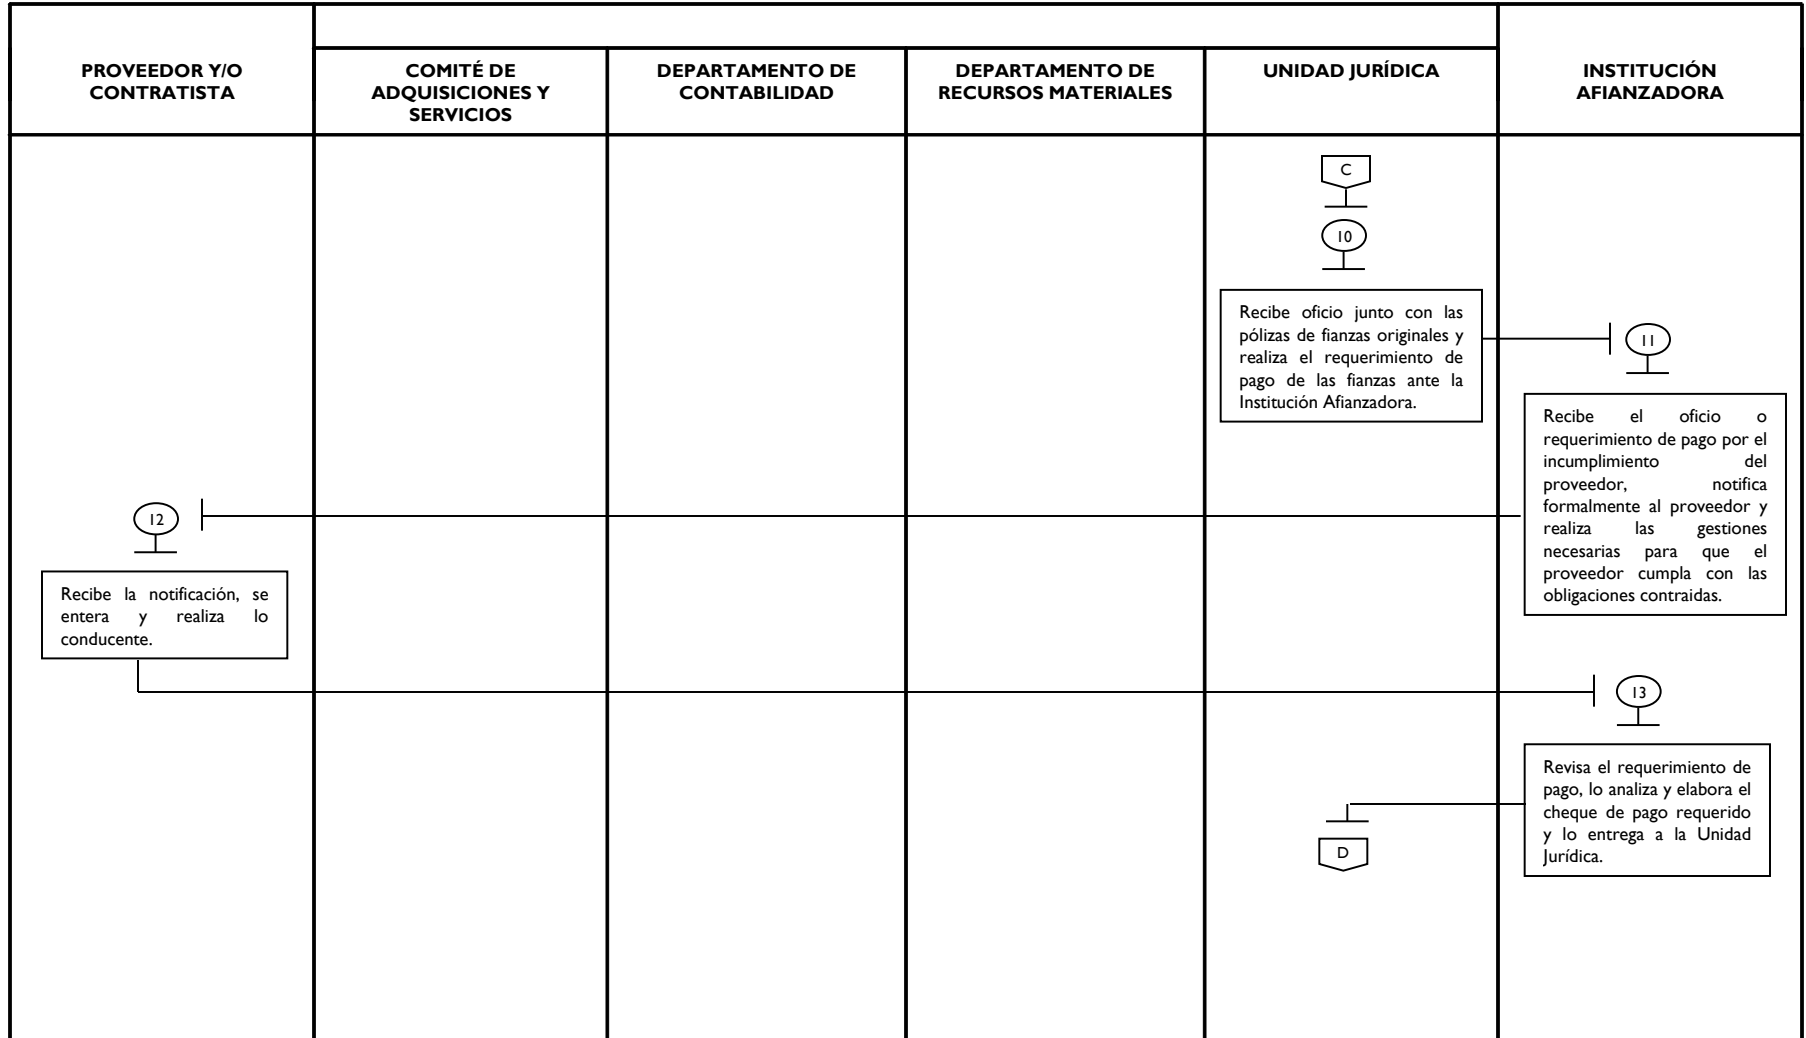 PROVEEDOR Y/O
CONTRATISTA
COMITÉ DE
ADQUISICIONES Y
SERVICIOS
DEPARTAMENTO DE
CONTABILIDAD
DEPARTAMENTO DE
RECURSOS MATERIALES
UNIDAD JURÍDICA
INSTITUCIÓN
AFIANZADORA
C
10
Recibe oficio junto con las
pólizas de fianzas originales y
realiza el requerimiento de
pago de las fianzas ante la
Institución Afianzadora.
11
Recibe el oficio o
requerimiento de pago por el
incumplimiento del
proveedor, notifica
formalmente al proveedor y
realiza las gestiones
necesarias para que el
proveedor cumpla con las
obligaciones contraidas.
12
Recibe la notificación, se
entera y realiza lo
conducente.
13
Revisa el requerimiento de
pago, lo analiza y elabora el
cheque de pago requerido
y lo entrega a la Unidad
Jurídica.
D